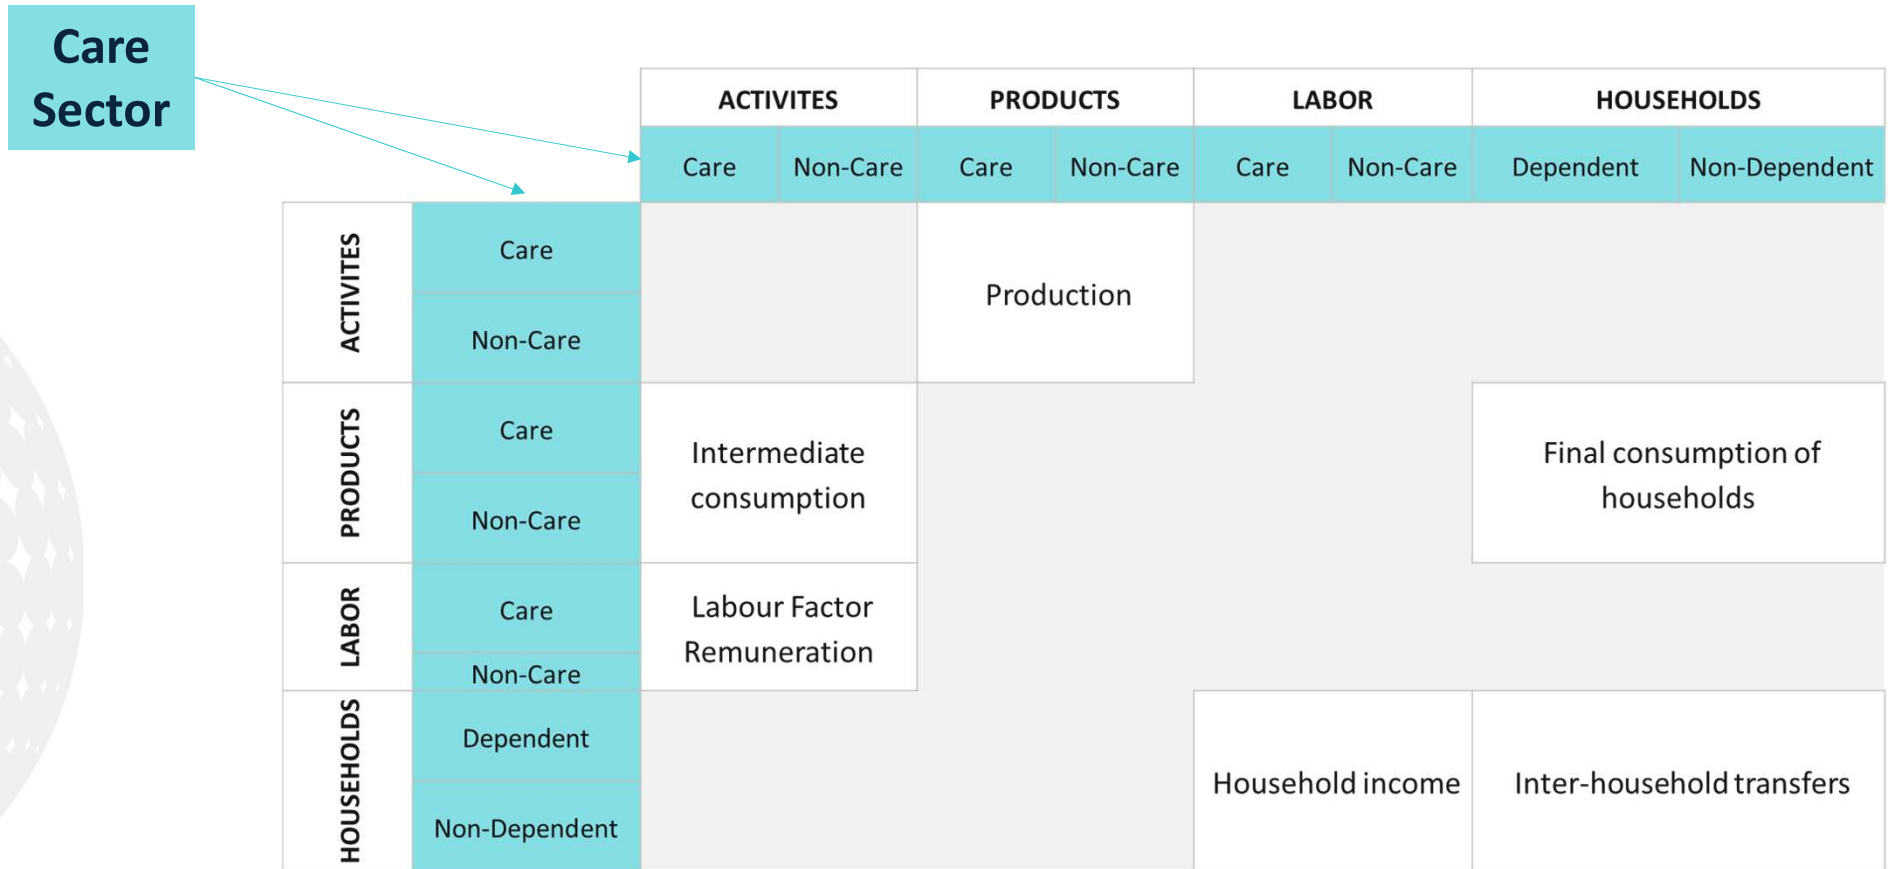 Care
Sector
ACTIVITES PRODUCTS LABOR HOUSEHOLDS
Care Non-Care Care Non-Care Care Non-Care Dependent Non-Dependent
ACTIVITES
Care
Production
Non-Care
PRODUCTS
Care
Intermediate
consumption
Final consumption of
households
Non-Care
LABOR
Care
Labour Factor
Remuneration
Non-Care
HOUSEHOLDS
Dependent
Household income
Inter-household transfers
Non-Dependent